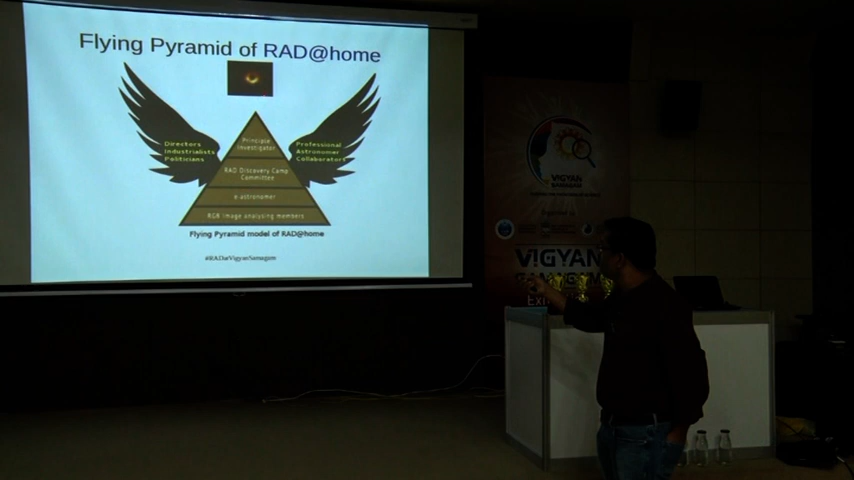 Flying Pyramid of RAD@home
Directors
Industrialists
Politicians
Principle
Investigator
Professional
Astronomer
Collaborators
RAD Discovery Camp
Committee
e astronomer
RGB Image analysing members
Flying Pyramid model of RAD@home
#RADatVigyanSamagam
VIGYAN
SAMAGAM
VIGYAN
SAMAGAM